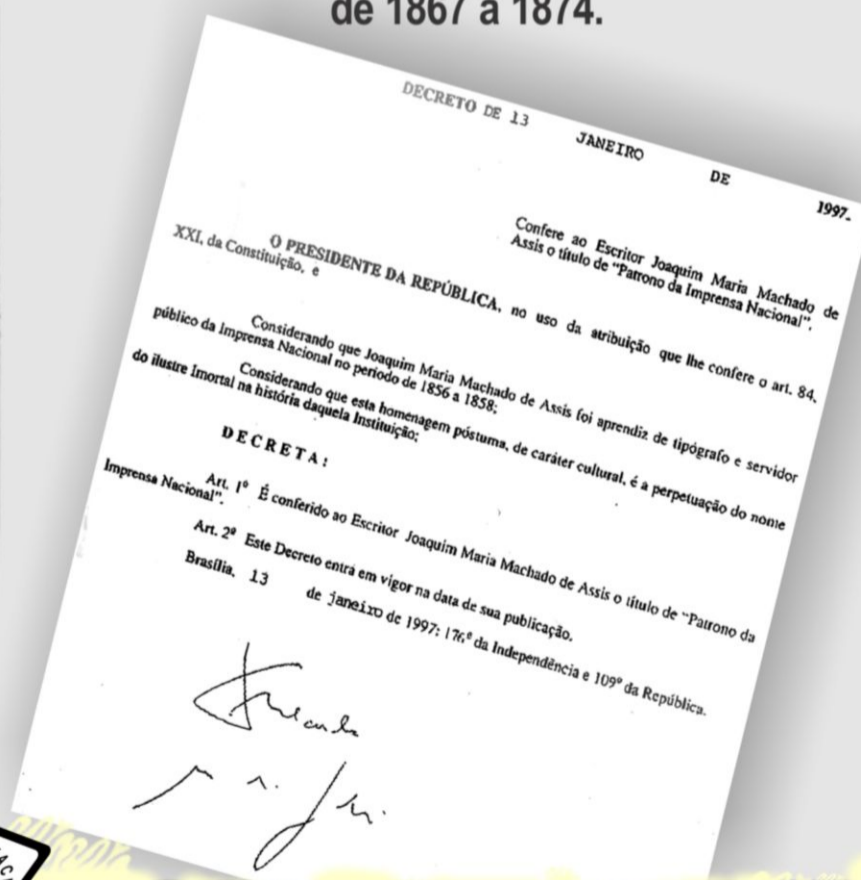 de 1867 a 1874.
DECRETO DE 13 JANEIRO DE 1997.
Confere ao Escritor Joaquim Maria Machado de
Assis o título de "Patrono da Imprensa Nacional".
O PRESIDENTE DA REPÚBLICA, no uso da atribuição que lhe confere o art. 84,
XXI, da Constituição, e
Considerando que Joaquim Maria Machado de Assis foi aprendiz de tipógrafo e servidor
público da Imprensa Nacional no período de 1856 a 1858;
Considerando que esta homenagem póstuma, de caráter cultural, é a perpetuação do nome
do ilustre Imortal na história daquela Instituição;
DECRETA:
Art. 1º É conferido ao Escritor Joaquim Maria Machado de Assis o título de "Patrono da
Imprensa Nacional".
Art. 2º Este Decreto entra em vigor na data de sua publicação.
Brasília, 13 de janeiro de 1997; 176º da Independência e 109º da República.